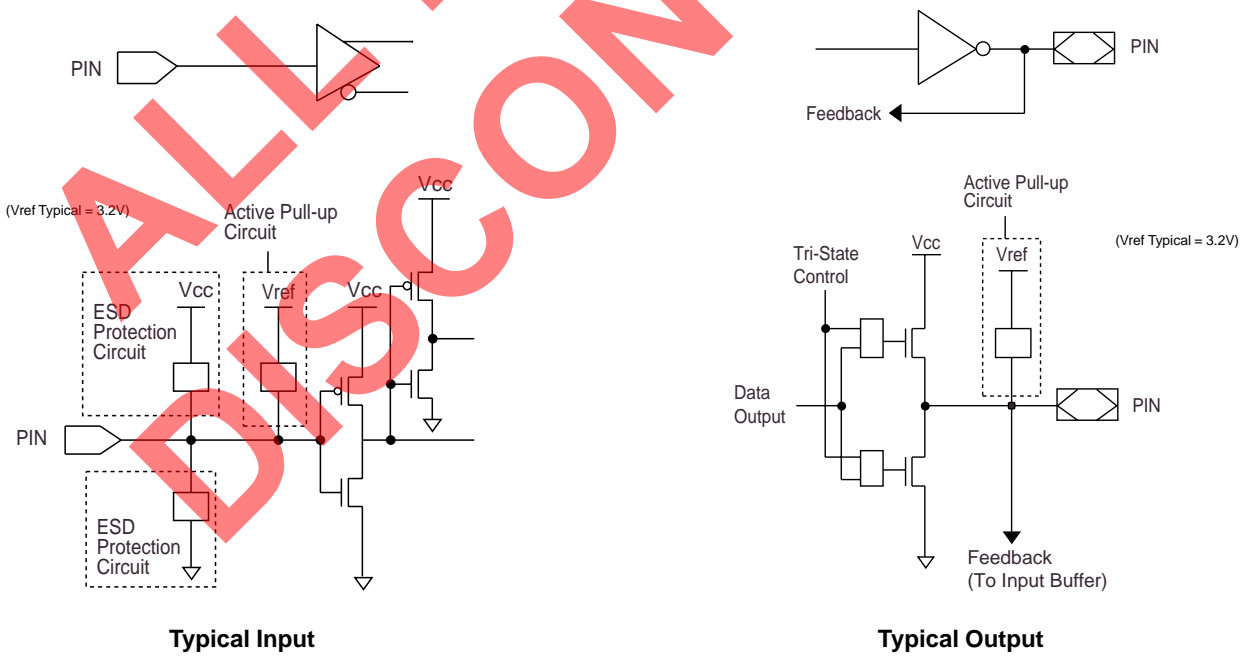 PIN
PIN
Feedback
(Vref Typical = 3.2V)
Active Pull-up
Circuit
Vcc
ESD
Protection
Circuit
Vcc
Vref
Vcc
PIN
ESD
Protection
Circuit
Typical Input
Active Pull-up
Circuit
(Vref Typical = 3.2V)
Tri-State
Control
Vcc
Vref
Data
Output
PIN
Feedback
(To Input Buffer)
Typical Output
ALL
DISCON